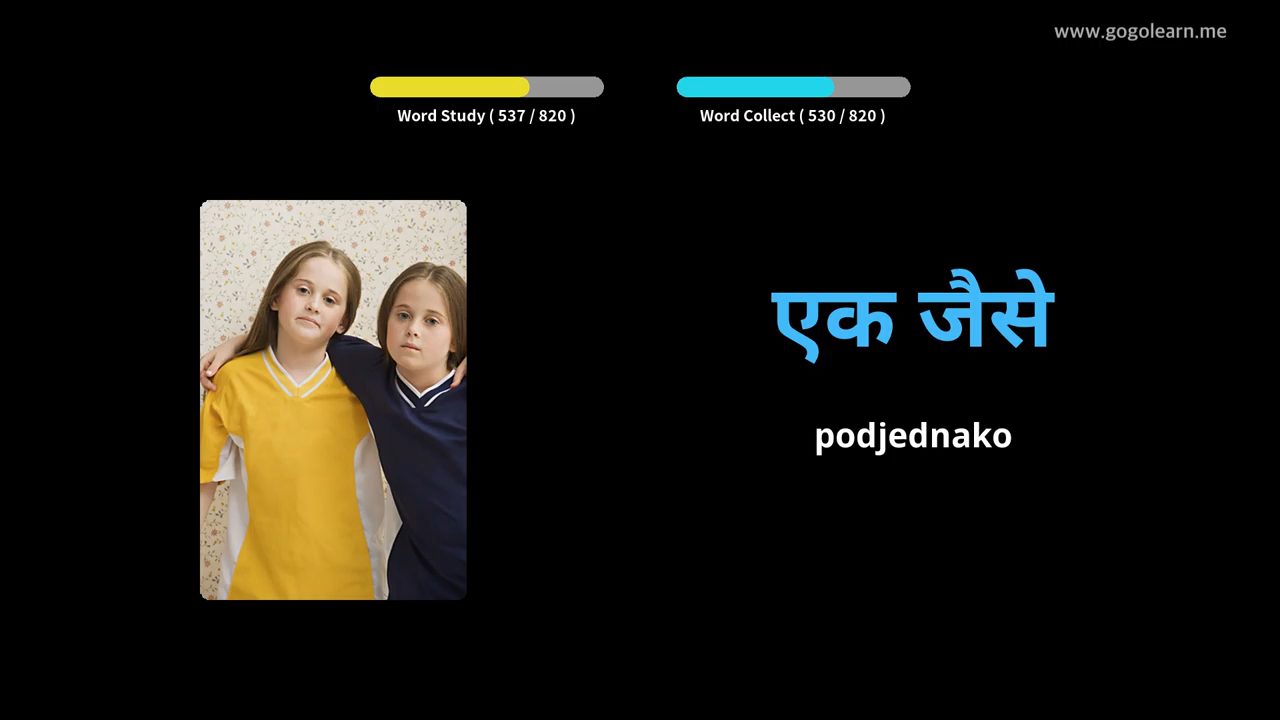 www.gogolearn.me
Word Study ( 537 / 820 )
Word Collect ( 530 / 820 )
एक जैसे
podjednako